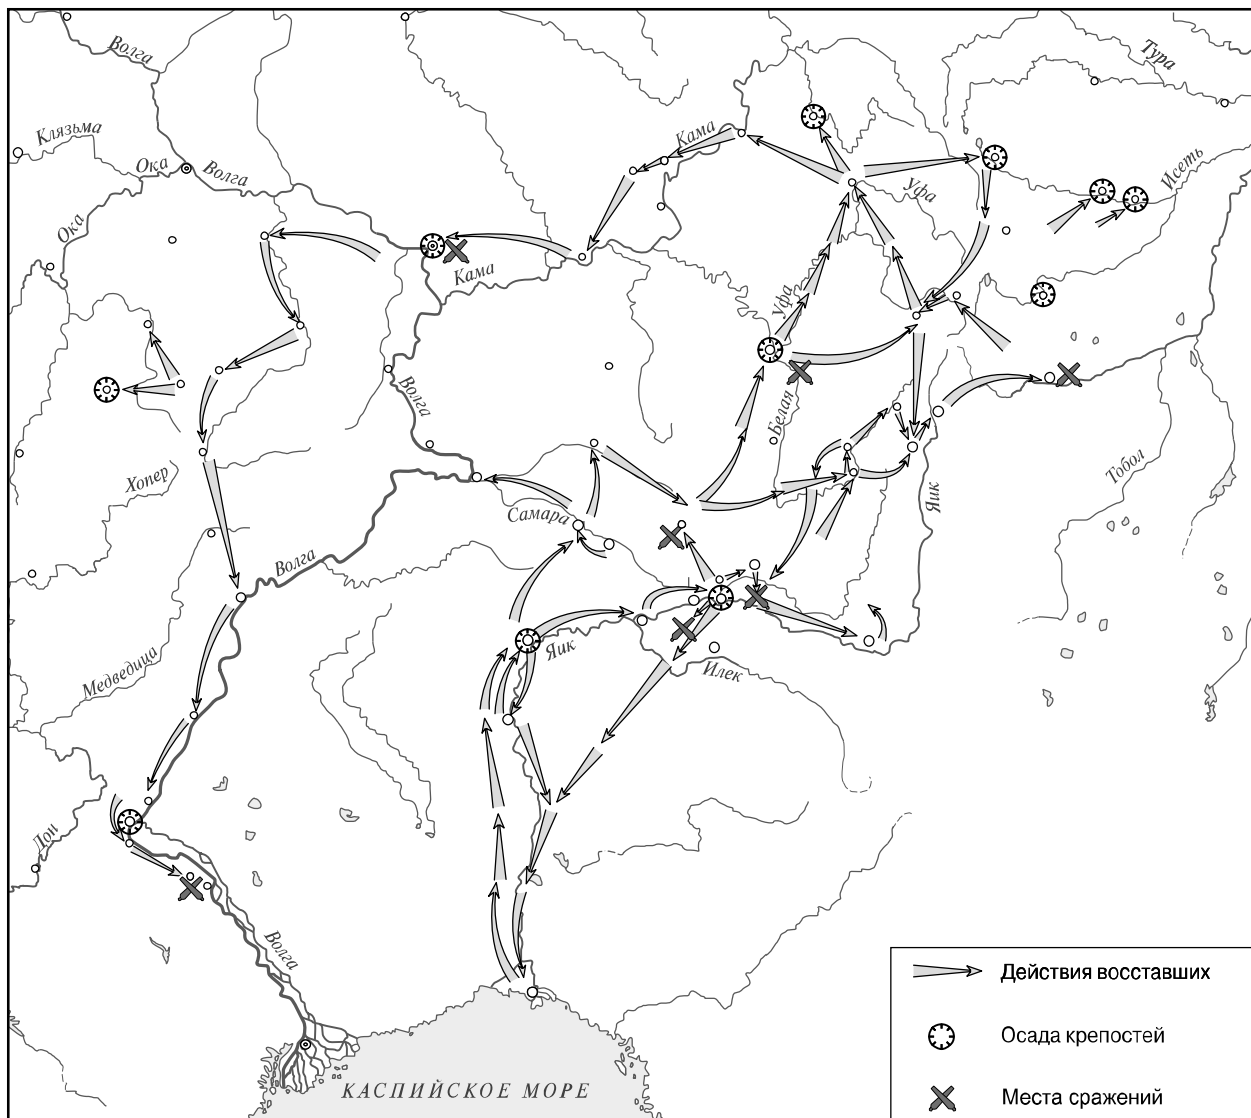 Волга
Тура
Клязьма
Кама
Ока
Волга
Исеть
Уфа
Ока
Кама
Уфа
Волга
Белая
Хопер
Тобол
Самара
Яик
Волга
Медведица
Яик
Илек
Дон
Волга
КАСПИЙСКОЕ МОРЕ
Действия восставших
Осада крепостей
Места сражений